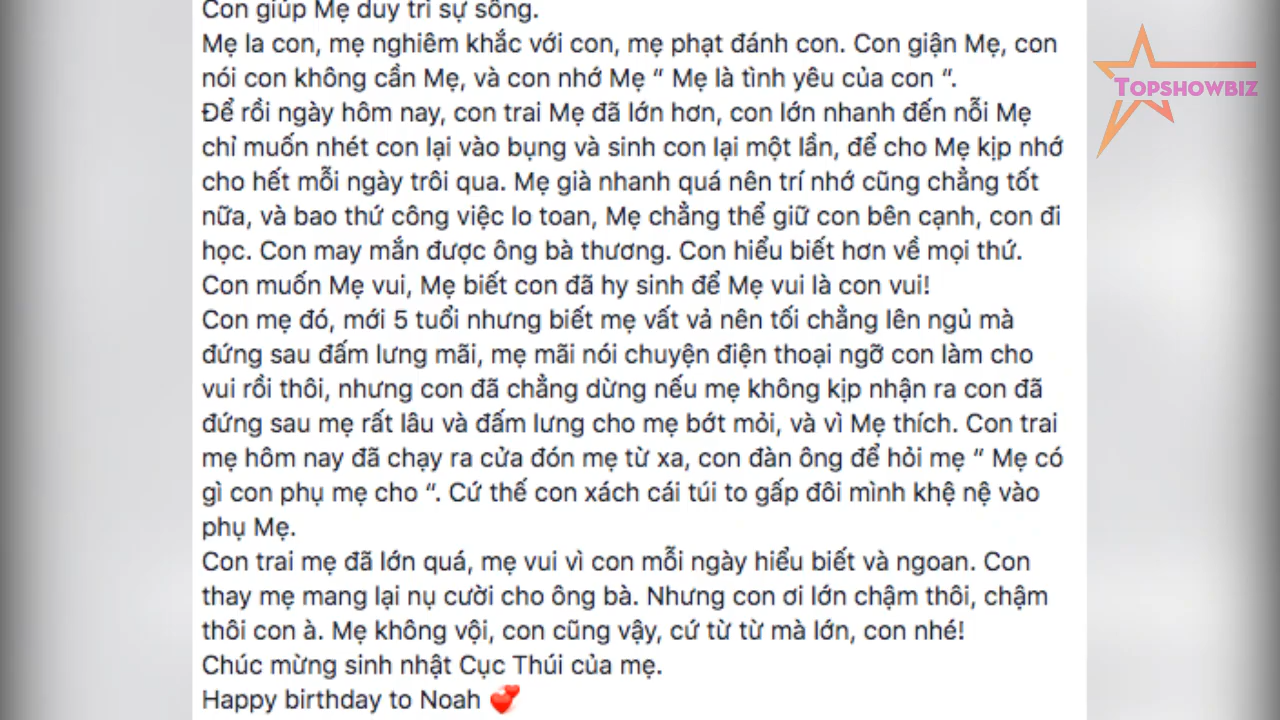 Con giúp Mẹ duy trì sự sống.
Mẹ la con, mẹ nghiêm khắc với con, mẹ phạt đánh con. Con giận Mẹ, con
nói con không cần Mẹ, và con nhớ Mẹ “ Mẹ là tình yêu của con “.
Để rồi ngày hôm nay, con trai Mẹ đã lớn hơn, con lớn nhanh đến nỗi Mẹ
chỉ muốn nhét con lại vào bụng và sinh con lại một lần, để cho Mẹ kịp nhớ
cho hết mỗi ngày trôi qua. Mẹ già nhanh quá nên trí nhớ cũng chẳng tốt
nữa, và bao thứ công việc lo toan, Mẹ chẳng thể giữ con bên cạnh, con đi
học. Con may mắn được ông bà thương. Con hiểu biết hơn về mọi thứ.
Con muốn Mẹ vui, Mẹ biết con đã hy sinh để Mẹ vui là con vui!
Con mẹ đó, mới 5 tuổi nhưng biết mẹ vất vả nên tối chẳng lên ngủ mà
đứng sau đấm lưng mãi, mẹ mãi nói chuyện điện thoại ngỡ con làm cho
vui rồi thôi, nhưng con đã chẳng dừng nếu mẹ không kịp nhận ra con đã
đứng sau mẹ rất lâu và đấm lưng cho mẹ bớt mỏi, và vì Mẹ thích. Con trai
mẹ hôm nay đã chạy ra cửa đón mẹ từ xa, con đàn ông để hỏi mẹ “ Mẹ có
gì con phụ mẹ cho “. Cứ thế con xách cái túi to gấp đôi mình khệ nệ vào
phụ Mẹ.
Con trai mẹ đã lớn quá, mẹ vui vì con mỗi ngày hiểu biết và ngoan. Con
thay mẹ mang lại nụ cười cho ông bà. Nhưng con ơi lớn chậm thôi, chậm
thôi con à. Mẹ không vội, con cũng vậy, cứ từ từ mà lớn, con nhé!
Chúc mừng sinh nhật Cục Thúi của mẹ.
Happy birthday to Noah 💕
TOPSHOWBIZ